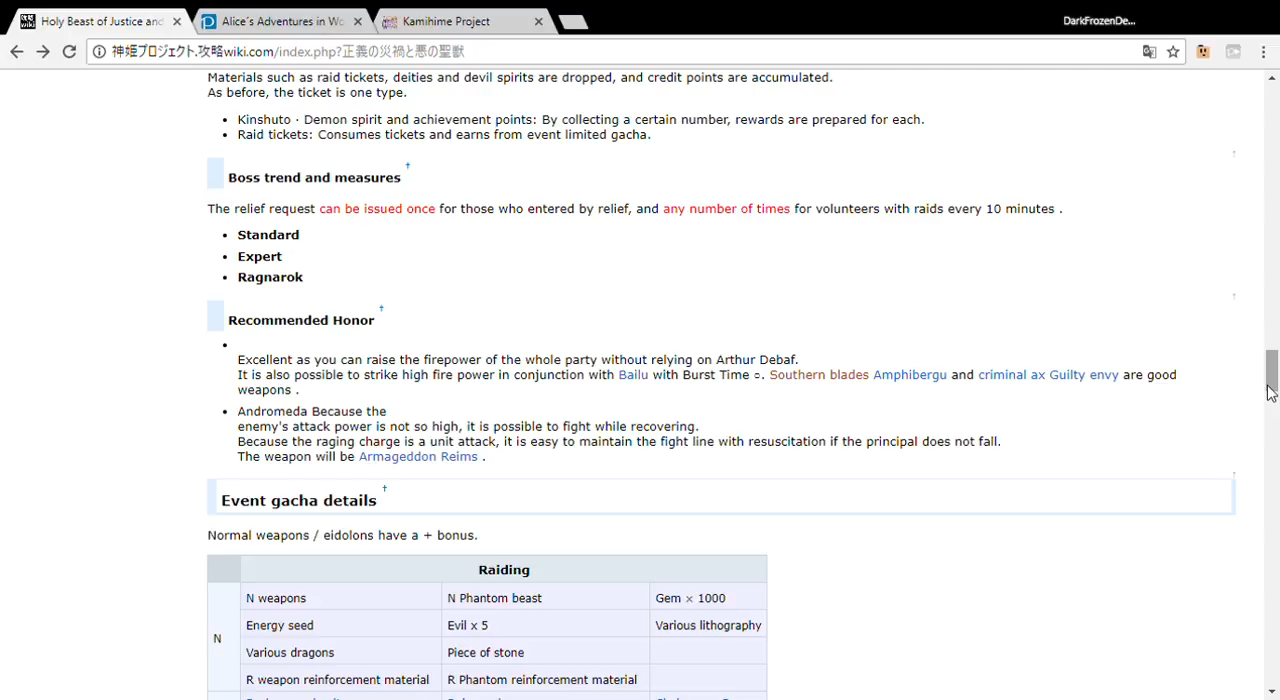 Holy Beast of Justice and
Alice's Adventures in Wo
Kamihime Project
DarkFrozenDe...
神姫プロジェクト.攻略wiki.com/index.php?正義の災禍と悪の聖獣
Materials such as raid tickets, deities and devil spirits are dropped, and credit points are accumulated.
As before, the ticket is one type.
• Kinshuto · Demon spirit and achievement points: By collecting a certain number, rewards are prepared for each.
• Raid tickets: Consumes tickets and earns from event limited gacha.
Boss trend and measures †
The relief request can be issued once for those who entered by relief, and any number of times for volunteers with raids every 10 minutes .
• Standard
• Expert
• Ragnarok
Recommended Honor †
•
Excellent as you can raise the firepower of the whole party without relying on Arthur Debaf.
It is also possible to strike high fire power in conjunction with Bailu with Burst Time ○. Southern blades Amphibergu and criminal ax Guilty envy are good
weapons .
• Andromeda Because the
enemy's attack power is not so high, it is possible to fight while recovering.
Because the raging charge is a unit attack, it is easy to maintain the fight line with resuscitation if the principal does not fall.
The weapon will be Armageddon Reims .
Event gacha details †
Normal weapons / eidolons have a + bonus.
Raiding
N weapons N Phantom beast Gem × 1000
Energy seed Evil x 5 Various lithography
N
Various dragons Piece of stone
R weapon reinforcement material R Phantom reinforcement material